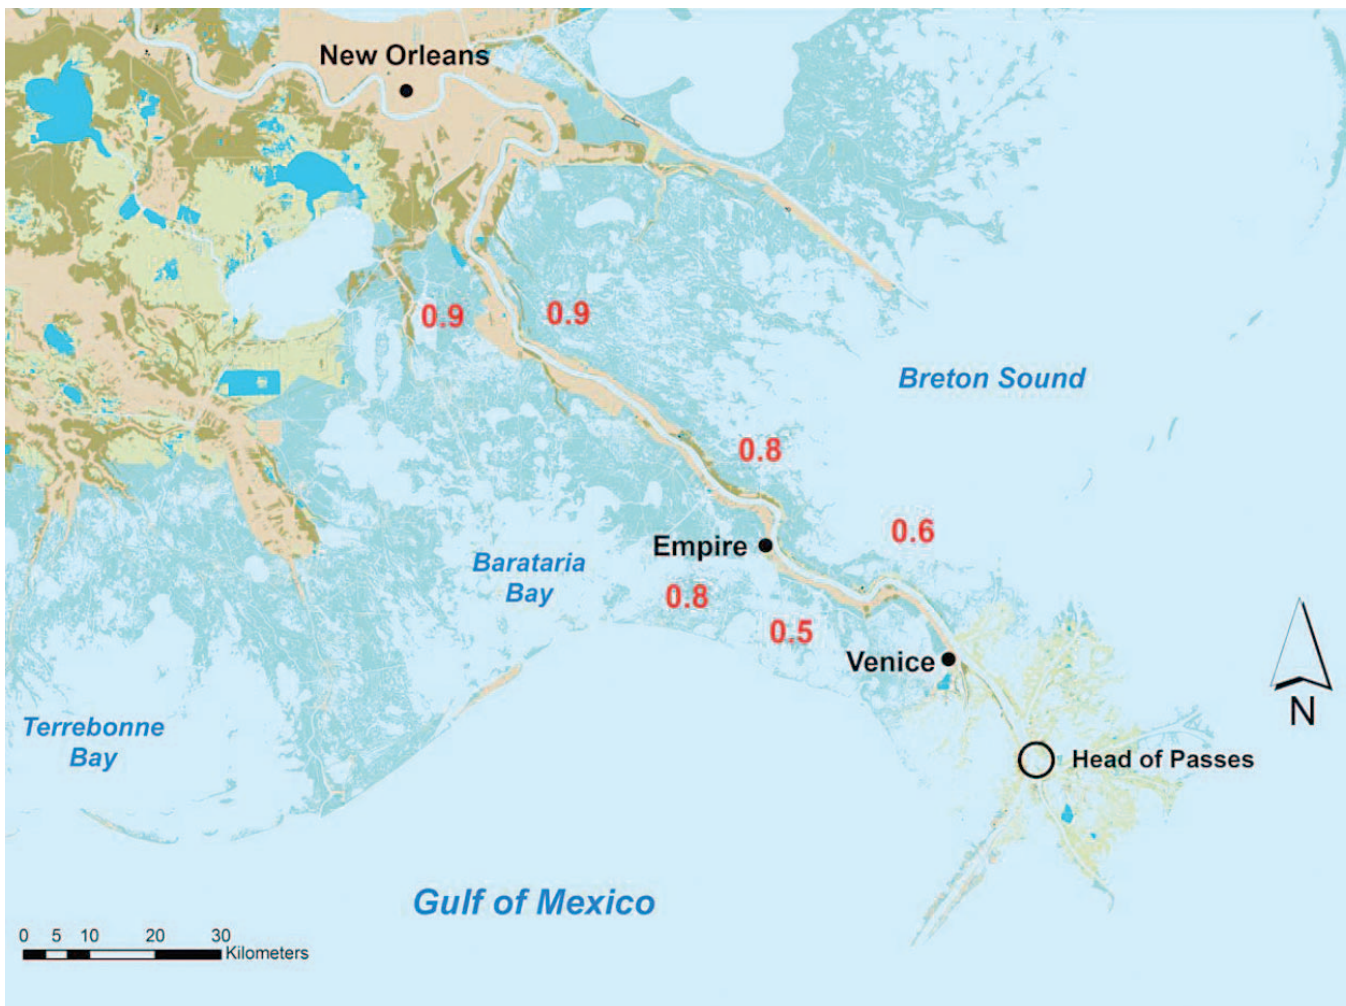 New Orleans
0.9
0.9
Breton Sound
0.8
0.6
Empire
Barataria
Bay
0.8
0.5
Venice
Terrebonne
Bay
N
Head of Passes
Gulf of Mexico
0 5 10 20 30
Kilometers